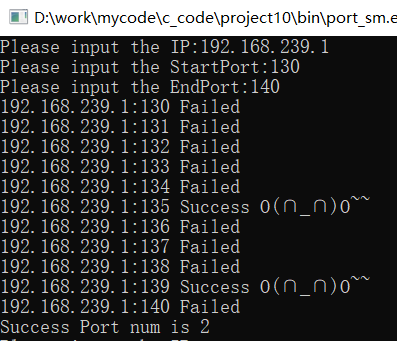 D:\work\mycode\c_code\project10\bin\port_sm.e
Please input the IP:192.168.239.1
Please input the StartPort:130
Please input the EndPort:140
192.168.239.1:130 Failed
192.168.239.1:131 Failed
192.168.239.1:132 Failed
192.168.239.1:133 Failed
192.168.239.1:134 Failed
192.168.239.1:135 Success O(∩_∩)O~~
192.168.239.1:136 Failed
192.168.239.1:137 Failed
192.168.239.1:138 Failed
192.168.239.1:139 Success O(∩_∩)O~~
192.168.239.1:140 Failed
Success Port num is 2